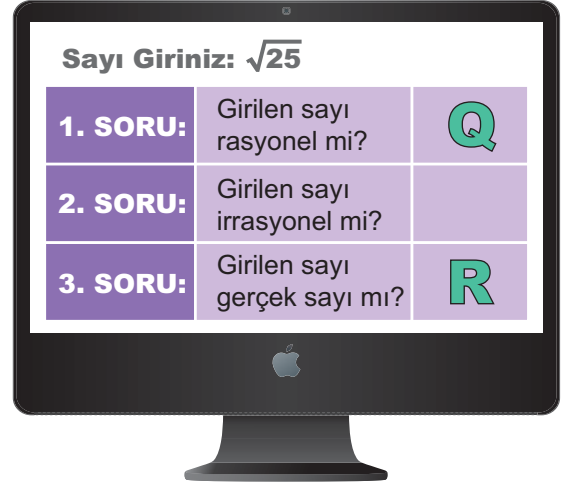 Sayı Giriniz: √25
1. SORU:
Girilen sayı
rasyonel mi?
Q
2. SORU:
Girilen sayı
irrasyonel mi?
3. SORU:
Girilen sayı
gerçek sayı mı?
R